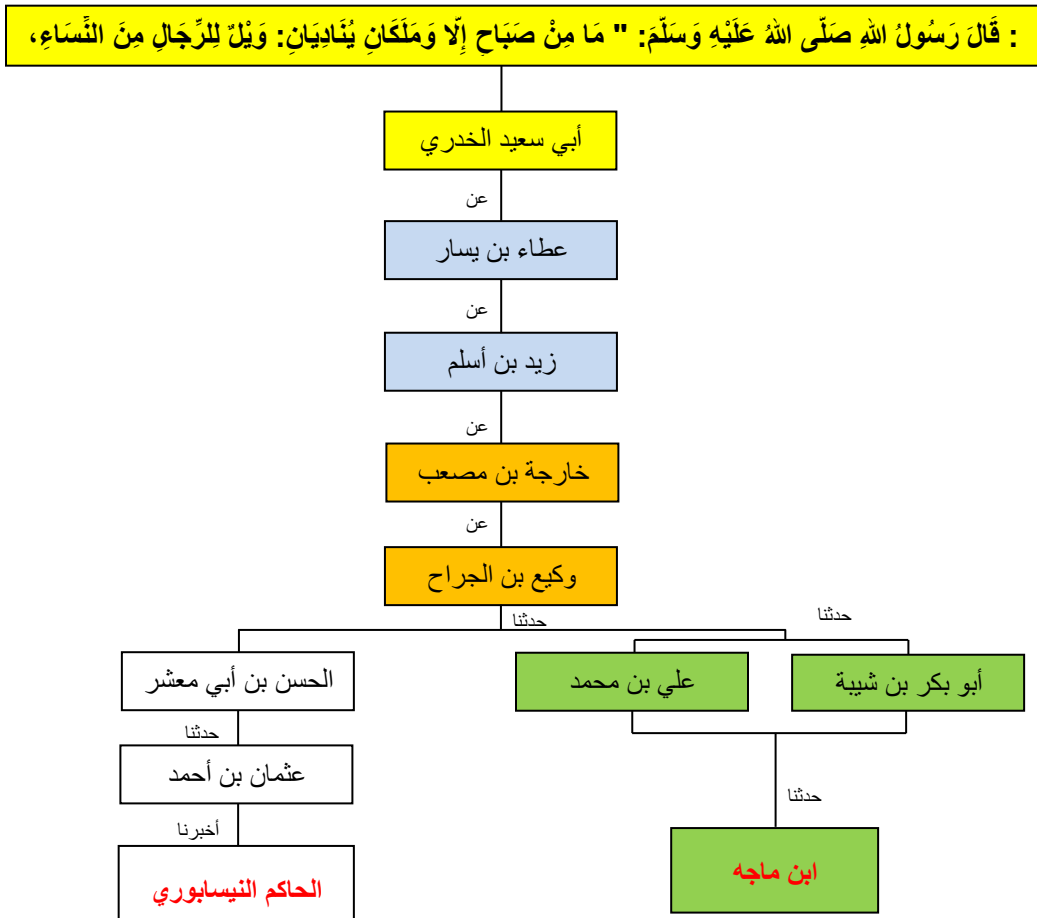 : قَالَ رَسُولُ اللهِ صَلَّى اللهُ عَلَيْهِ وَسَلَّمَ: " مَا مِنْ صَبَاحٍ إِلَّا وَمَلَكَانِ يُنَادِيَانِ: وَيْلٌ لِلرِّجَالِ مِنَ النِّسَاءِ،
أبي سعيد الخدري
عن
عطاء بن يسار
عن
زيد بن أسلم
عن
خارجة بن مصعب
عن
وكيع بن الجراح
حدثنا
حدثنا
أبو بكر بن شيبة
علي بن محمد
الحسن بن أبي معشر
حدثنا
عثمان بن أحمد
حدثنا
أخبرنا
ابن ماجه
الحاكم النيسابوري